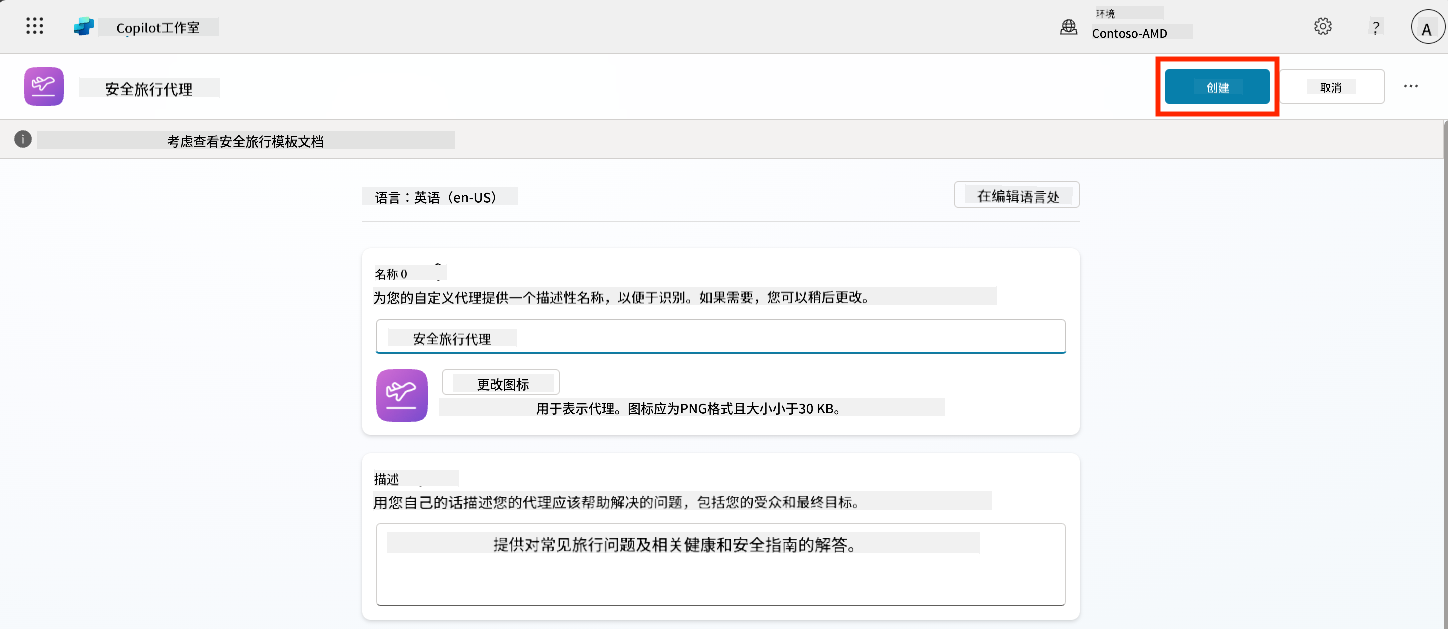 Copilot工作室
环境
Contoso-AMD
?
A
安全旅行代理
创建
取消
...
考虑查看安全旅行模板文档
语言：英语（en-US）
在编辑语言处
名称 0
为您的自定义代理提供一个描述性名称，以便于识别。如果需要，您可以稍后更改。
安全旅行代理
更改图标
用于表示代理。图标应为PNG格式且大小小于30 KB。
描述
用您自己的话描述您的代理应该帮助解决的问题，包括您的受众和最终目标。
提供对常见旅行问题及相关健康和安全指南的解答。